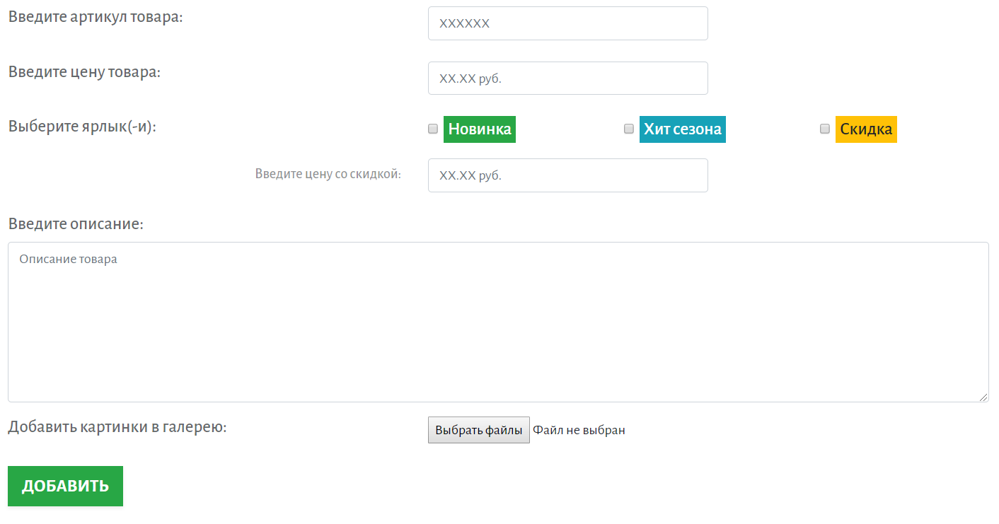 Введите артикул товара:
XXXXXX
Введите цену товара:
XX.XX руб.
Выберите ярлык(-и):
Новинка
Хит сезона
Скидка
Введите цену со скидкой:
XX.XX руб.
Введите описание:
Описание товара
Добавить картинки в галерею:
Выбрать файлы Файл не выбран
ДОБАВИТЬ